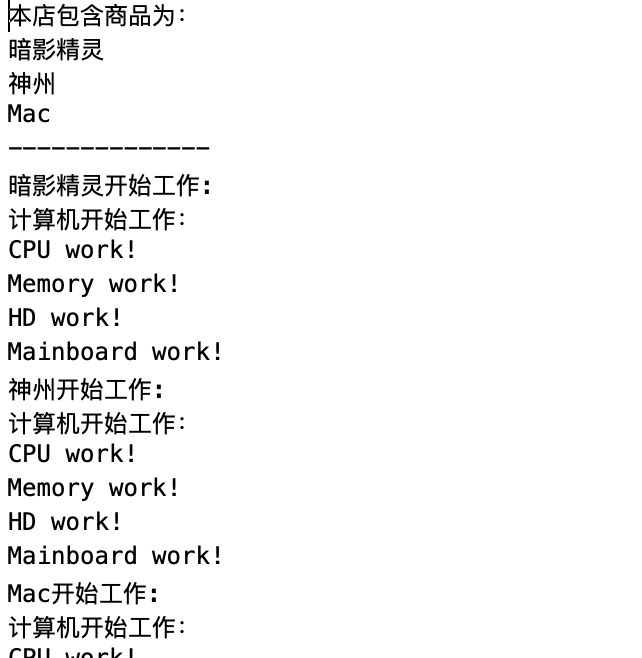 本店包含商品为：
暗影精灵
神州
Mac
--------------
暗影精灵开始工作:
计算机开始工作：
CPU work!
Memory work!
HD work!
Mainboard work!
神州开始工作:
计算机开始工作：
CPU work!
Memory work!
HD work!
Mainboard work!
Mac开始工作:
计算机开始工作：
CPU work!